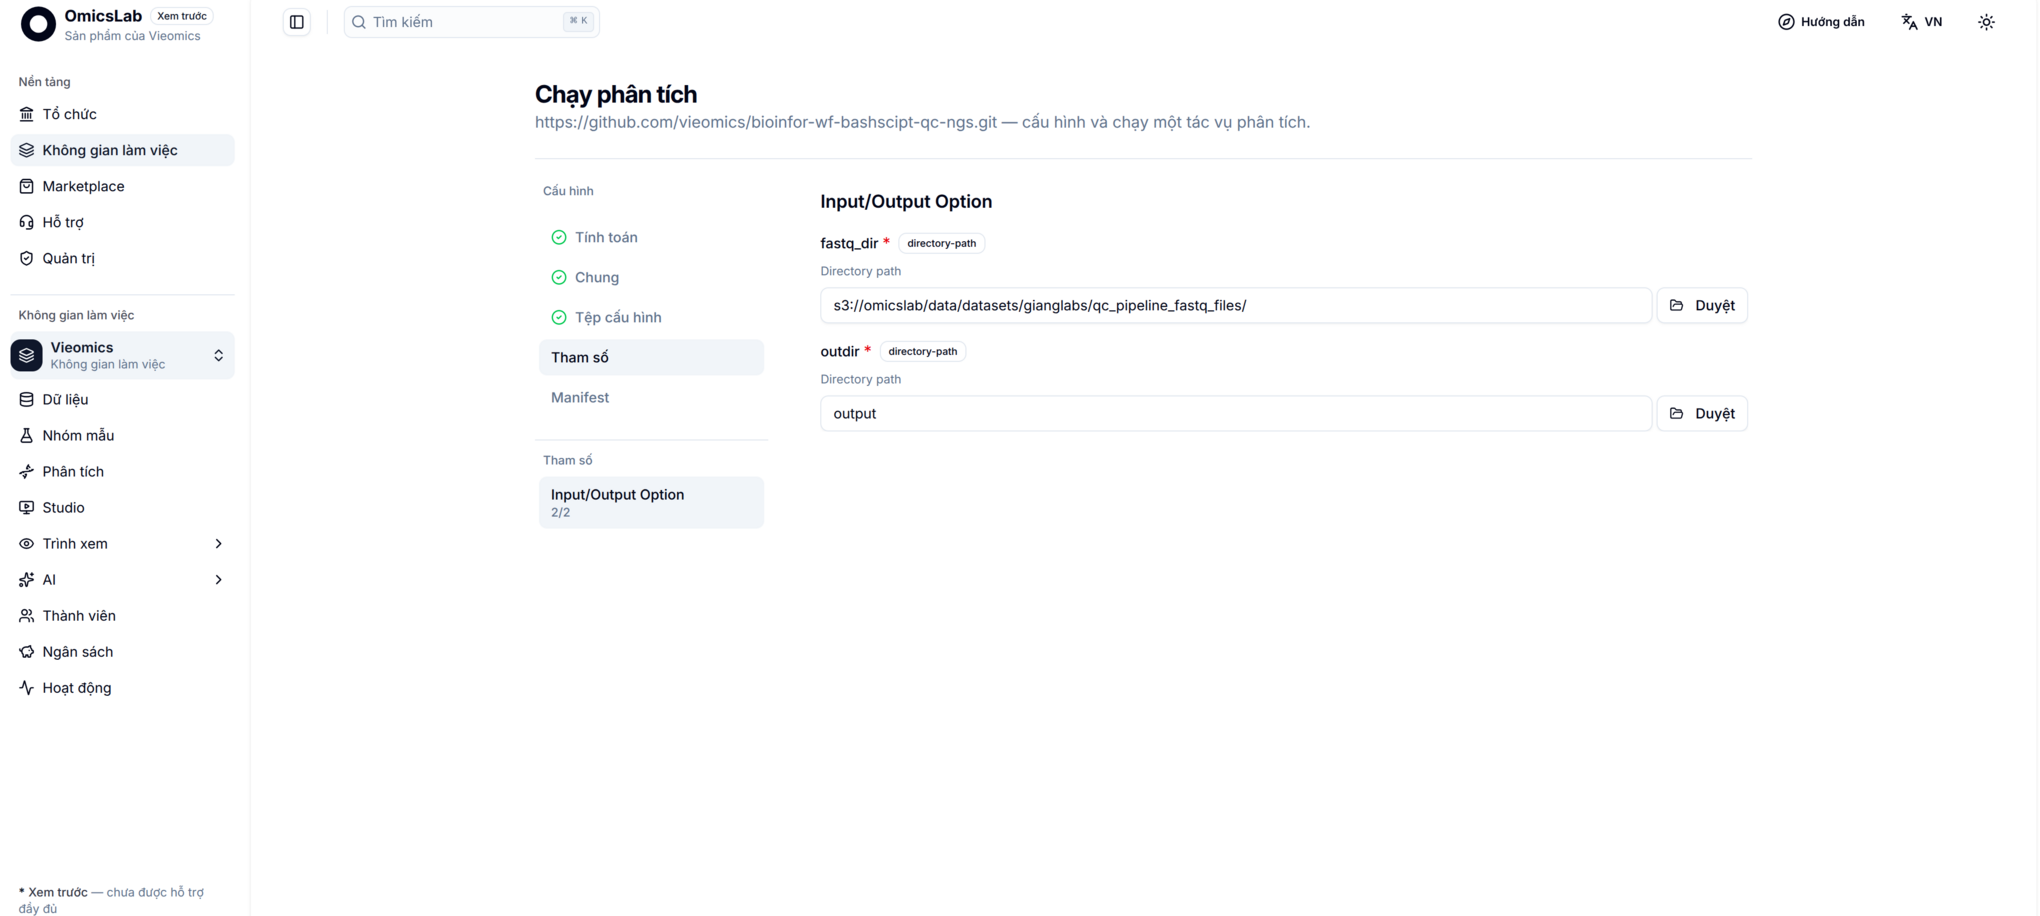 OmicsLab Xem trước
Sản phẩm của Vieomics
Tìm kiếm ⌘ K
Hướng dẫn
VN
Nền tảng
Tổ chức
Không gian làm việc
Marketplace
Hỗ trợ
Quản trị
Không gian làm việc
Vieomics
Không gian làm việc
Dữ liệu
Nhóm mẫu
Phân tích
Studio
Trình xem
AI
Thành viên
Ngân sách
Hoạt động
* Xem trước — chưa được hỗ trợ
đầy đủ
Chạy phân tích
https://github.com/vieomics/bioinfor-wf-bashscipt-qc-ngs.git — cấu hình và chạy một tác vụ phân tích.
Cấu hình
Tính toán
Chung
Tệp cấu hình
Tham số
Manifest
Tham số
Input/Output Option
2/2
Input/Output Option
fastq_dir * directory-path
Directory path
s3://omicslab/data/datasets/gianglabs/qc_pipeline_fastq_files/ Duyệt
outdir * directory-path
Directory path
output Duyệt